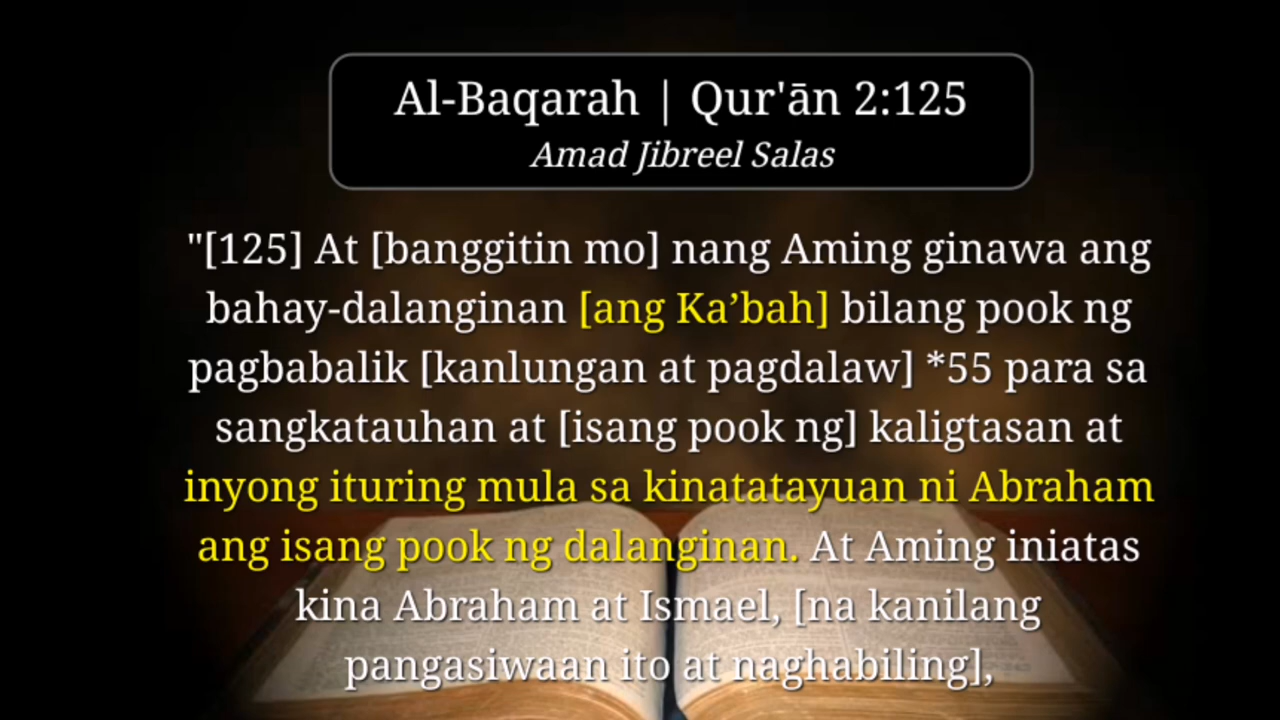 Al-Baqarah | Qur'ān 2:125
Amad Jibreel Salas
"[125] At [banggitin mo] nang Aming ginawa ang
bahay-dalanginan [ang Ka’bah] bilang pook ng
pagbabalik [kanlungan at pagdalaw] *55 para sa
sangkatauhan at [isang pook ng] kaligtasan at
inyong ituring mula sa kinatatayuan ni Abraham
ang isang pook ng dalanginan. At Aming iniatas
kina Abraham at Ismael, [na kanilang
pangasiwaan ito at naghabiling],